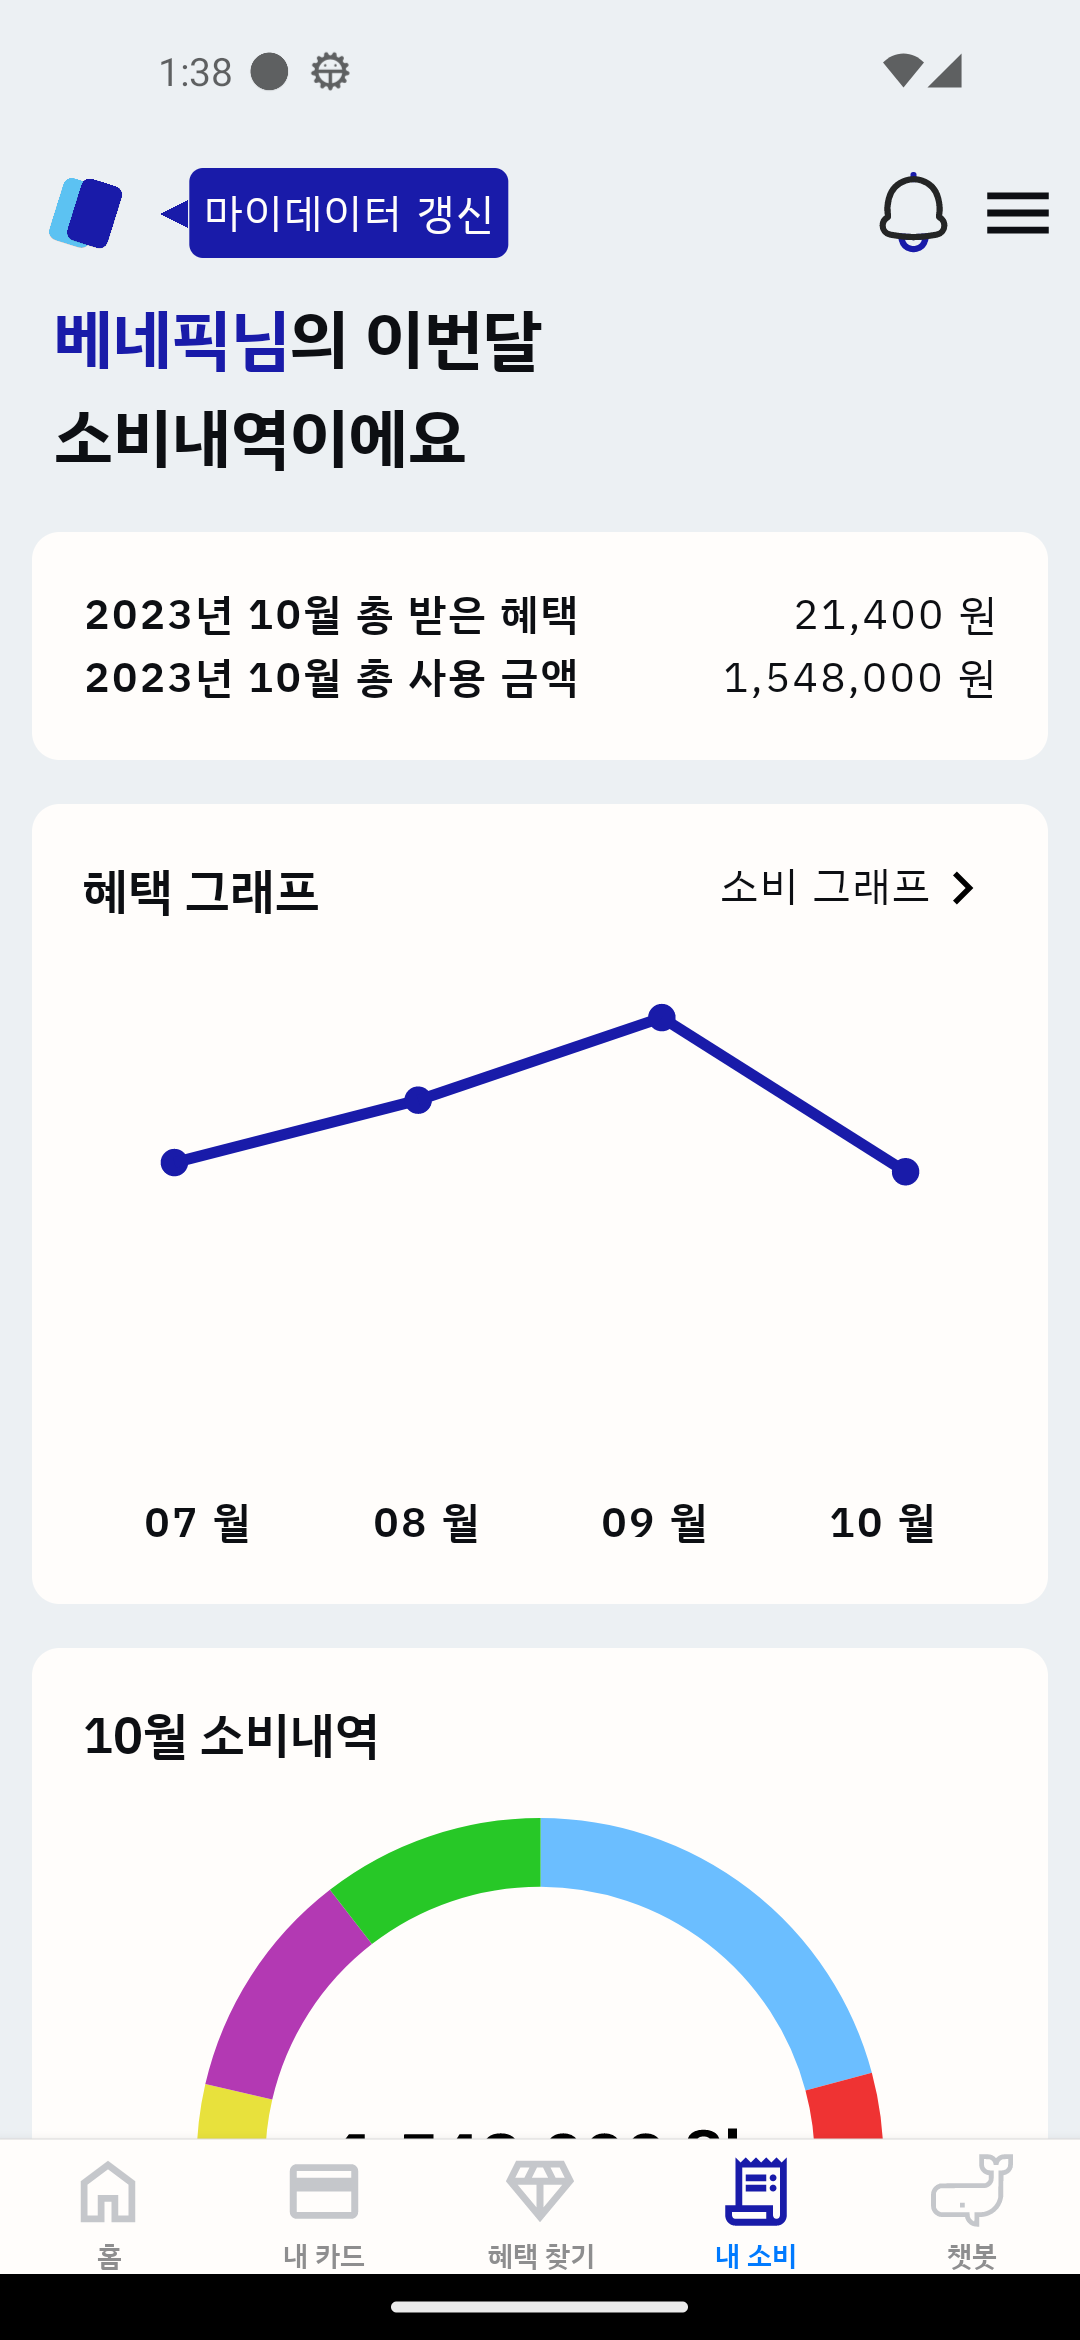 1:38
마이데이터 갱신
베네픽님의 이번달
소비내역이에요
2023년 10월 총 받은 혜택 21,400 원
2023년 10월 총 사용 금액 1,548,000 원
혜택 그래프 소비 그래프
07 월 08 월 09 월 10 월
10월 소비내역
홈 내 카드 혜택 찾기 내 소비 챗봇